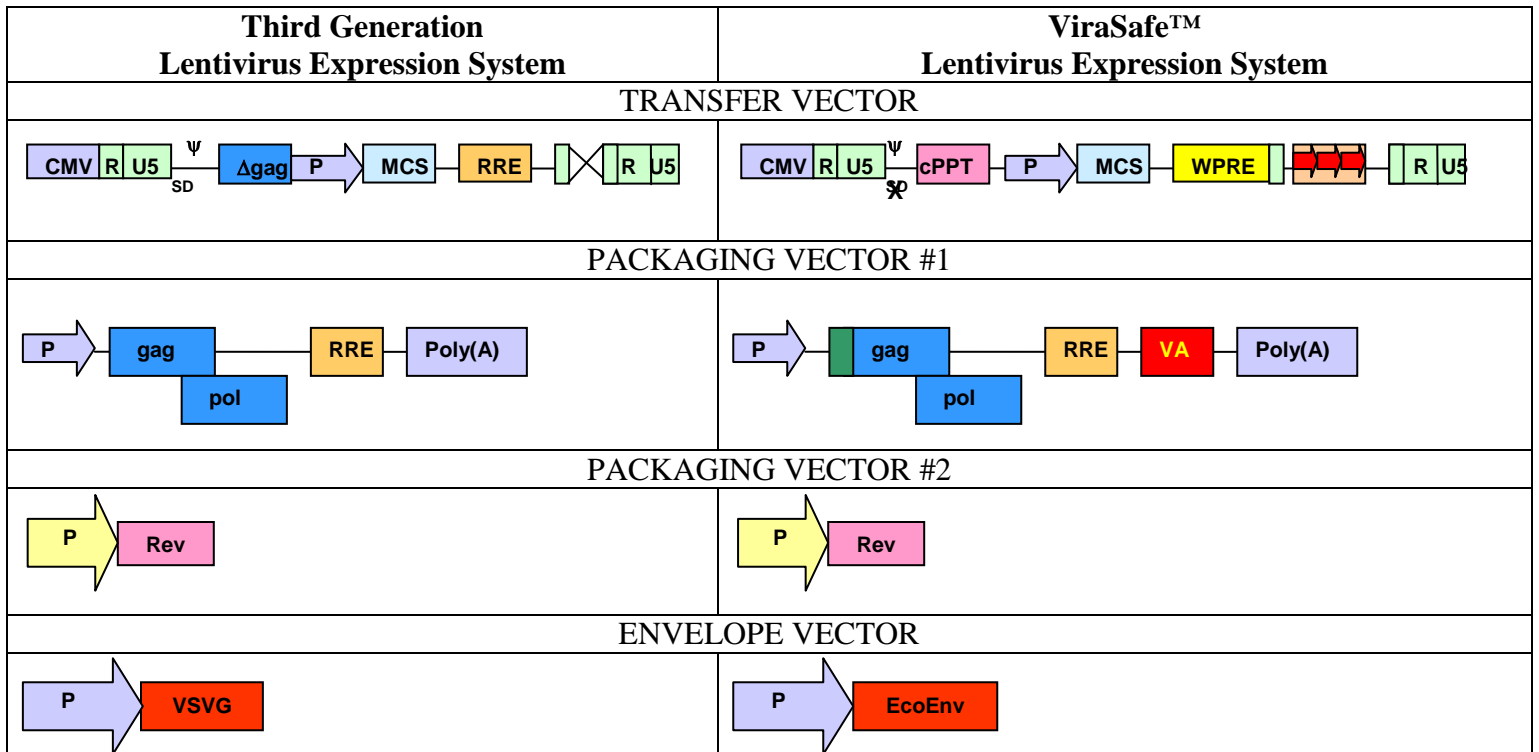 Third Generation
Lentivirus Expression System
ViraSafe™
Lentivirus Expression System
TRANSFER VECTOR
CMV R U5 Ψ SD Δgag P MCS RRE R U5
CMV R U5 Ψ SD X cPPT P MCS WPRE R U5
PACKAGING VECTOR #1
P gag RRE Poly(A)
pol
P gag RRE VA Poly(A)
pol
PACKAGING VECTOR #2
P Rev
P Rev
ENVELOPE VECTOR
P VSVG
P EcoEnv